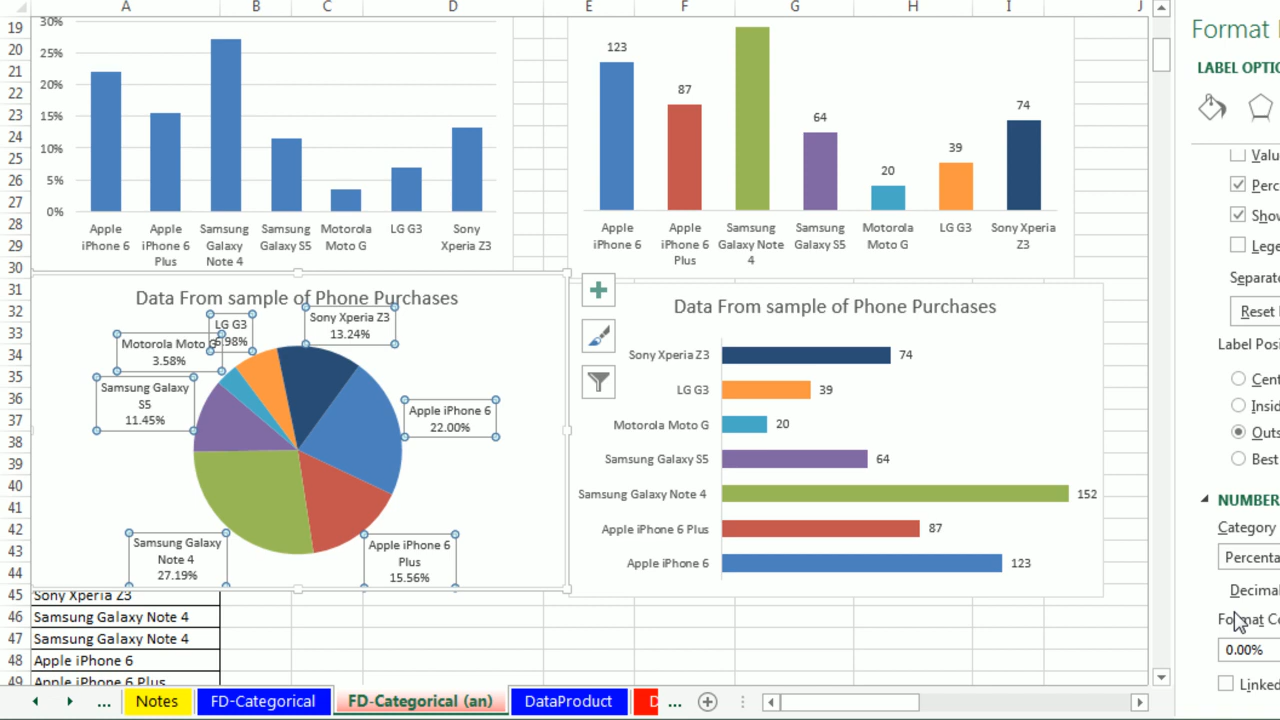 A B C D E F G H I J
19
20
21
22
23
24
25
26
27
28
29
30
31
32
33
34
35
36
37
38
39
40
41
42
43
44
45
46
47
48
49
30%
25%
20%
15%
10%
5%
0%
Apple iPhone 6
Apple iPhone 6 Plus
Samsung Galaxy Note 4
Samsung Galaxy S5
Motorola Moto G
LG G3
Sony Xperia Z3
123
87
64
20
39
74
Apple iPhone 6
Apple iPhone 6 Plus
Samsung Galaxy Note 4
Samsung Galaxy S5
Motorola Moto G
LG G3
Sony Xperia Z3
Data From sample of Phone Purchases
LG G3
6.98%
Sony Xperia Z3
13.24%
Motorola Moto G
3.58%
Samsung Galaxy
S5
11.45%
Apple iPhone 6
22.00%
Samsung Galaxy
Note 4
27.19%
Apple iPhone 6
Plus
15.56%
Data From sample of Phone Purchases
Sony Xperia Z3 74
LG G3 39
Motorola Moto G 20
Samsung Galaxy S5 64
Samsung Galaxy Note 4 152
Apple iPhone 6 Plus 87
Apple iPhone 6 123
Sony Xperia Z3
Samsung Galaxy Note 4
Samsung Galaxy Note 4
Apple iPhone 6
Apple iPhone 6 Plus
... Notes FD-Categorical FD-Categorical (an) DataProduct D ...
Format
LABEL OPTIO
Valu
Perc
Show
Lege
Separato
Reset
Label Posi
Cent
Insid
Outs
Best
NUMBER
Category
Percenta
Decimal
Format Co
0.00%
Linked